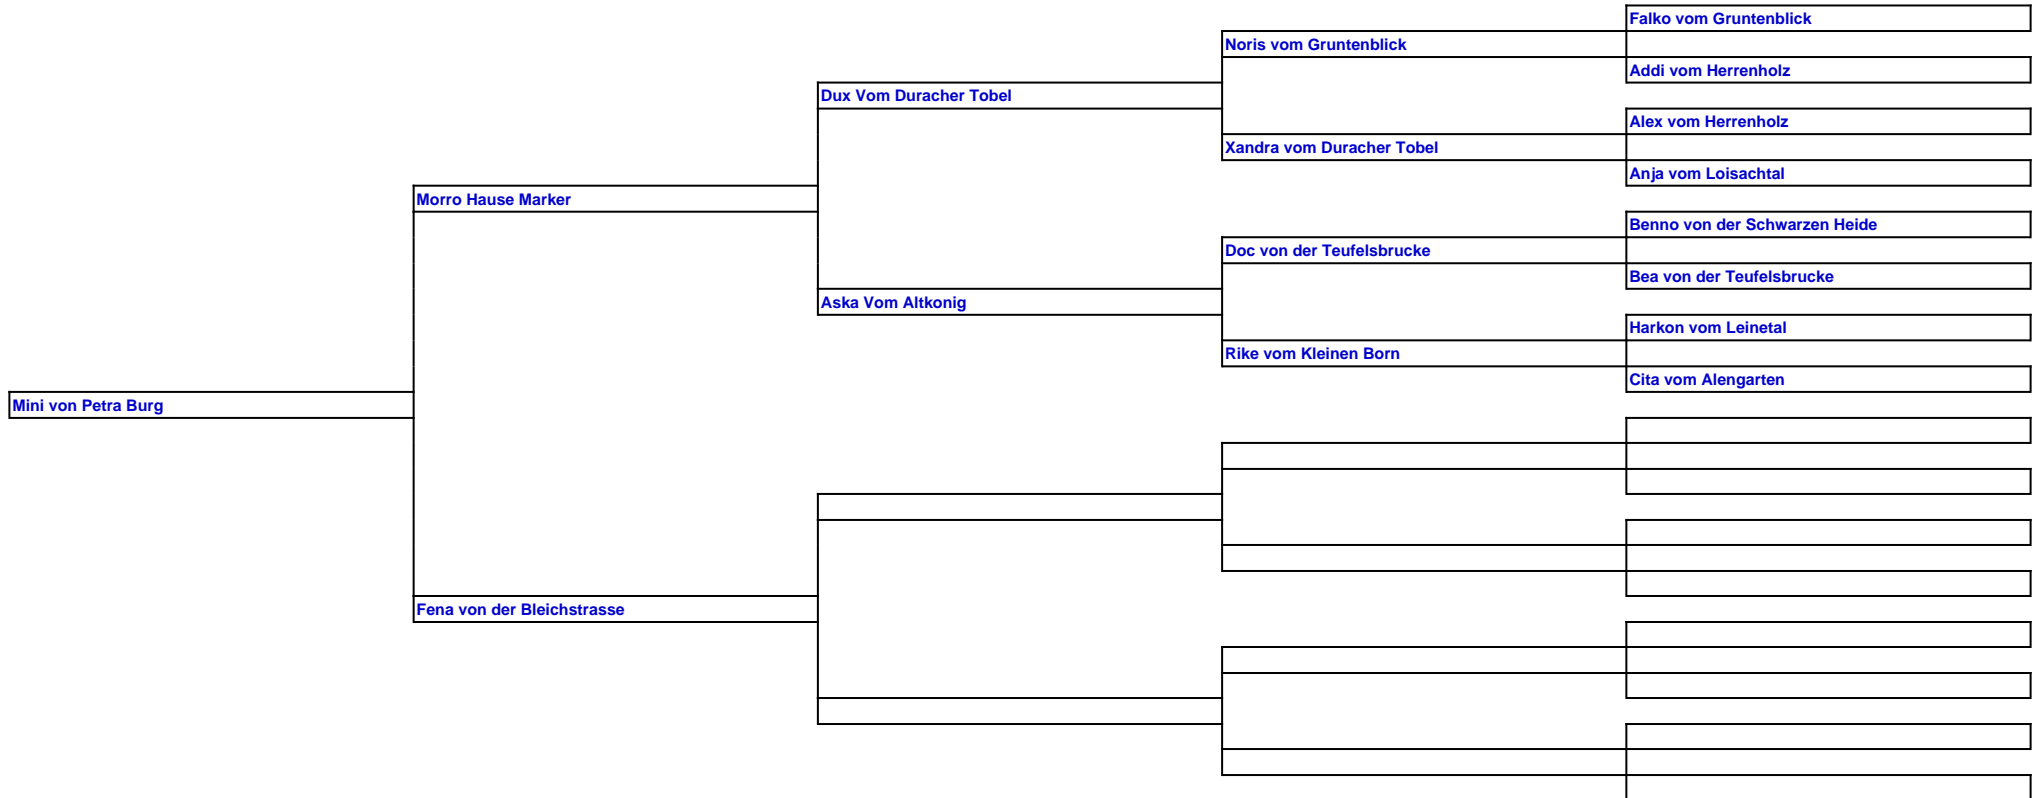 Falko vom Gruntenblick
Noris vom Gruntenblick
Addi vom Herrenholz
Dux Vom Duracher Tobel
Alex vom Herrenholz
Xandra vom Duracher Tobel
Anja vom Loisachtal
Morro Hause Marker
Benno von der Schwarzen Heide
Doc von der Teufelsbrucke
Bea von der Teufelsbrucke
Aska Vom Altkonig
Harkon vom Leinetal
Rike vom Kleinen Born
Cita vom Alengarten
Mini von Petra Burg
Fena von der Bleichstrasse